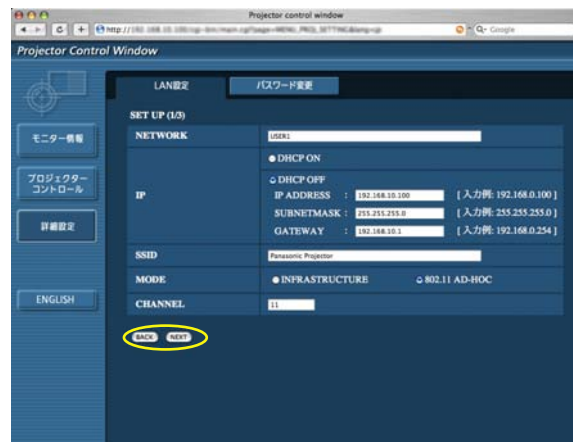 Projector control window
Google
Projector Control Window
LAN設定
パスワード変更
SET UP (1/3)
モニター情報
プロジェクター
コントロール
詳細設定
ENGLISH
NETWORK
USER1
DHCP ON
IP
DHCP OFF
IP ADDRESS : 192.168.10.100 [入力例: 192.168.0.100]
SUBNETMASK : 255.255.255.0 [入力例: 255.255.255.0]
GATEWAY : 192.168.10.1 [入力例: 192.168.0.254]
SSID
Panasonic Projector
MODE
INFRASTRUCTURE
802.11 AD-HOC
CHANNEL
11
BACK NEXT